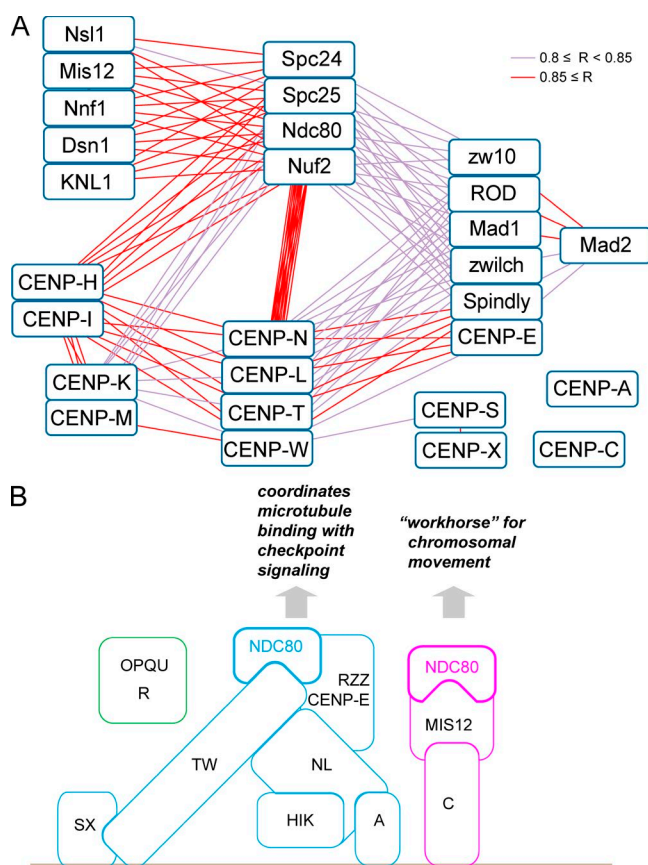 A
Nsl1
Mis12
Nnf1
Dsn1
KNL1
Spc24
Spc25
Ndc80
Nuf2
0.8 ≤ R < 0.85
0.85 ≤ R
zw10
ROD
Mad1
zwilch
Spindly
CENP-E
Mad2
CENP-H
CENP-I
CENP-K
CENP-M
CENP-N
CENP-L
CENP-T
CENP-W
CENP-S
CENP-X
CENP-A
CENP-C
B
coordinates
microtubule
binding with
checkpoint
signaling
“workhorse” for
chromosomal
movement
OPQU
R
NDC80
RZZ
CENP-E
TW
NL
SX
HIK
A
NDC80
MIS12
C